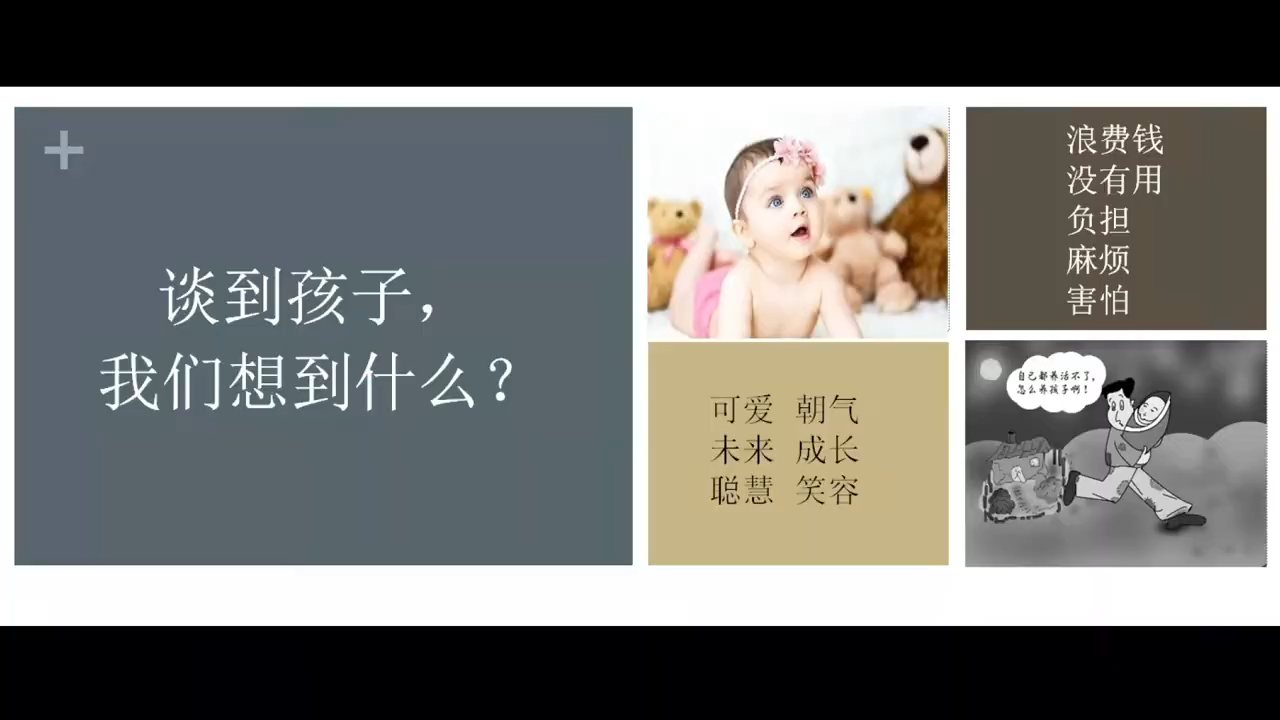 谈到孩子，
我们想到什么？
可爱 朝气
未来 成长
聪慧 笑容
浪费钱
没有用
负担
麻烦
害怕
自己都养活不了，
怎么养孩子啊！